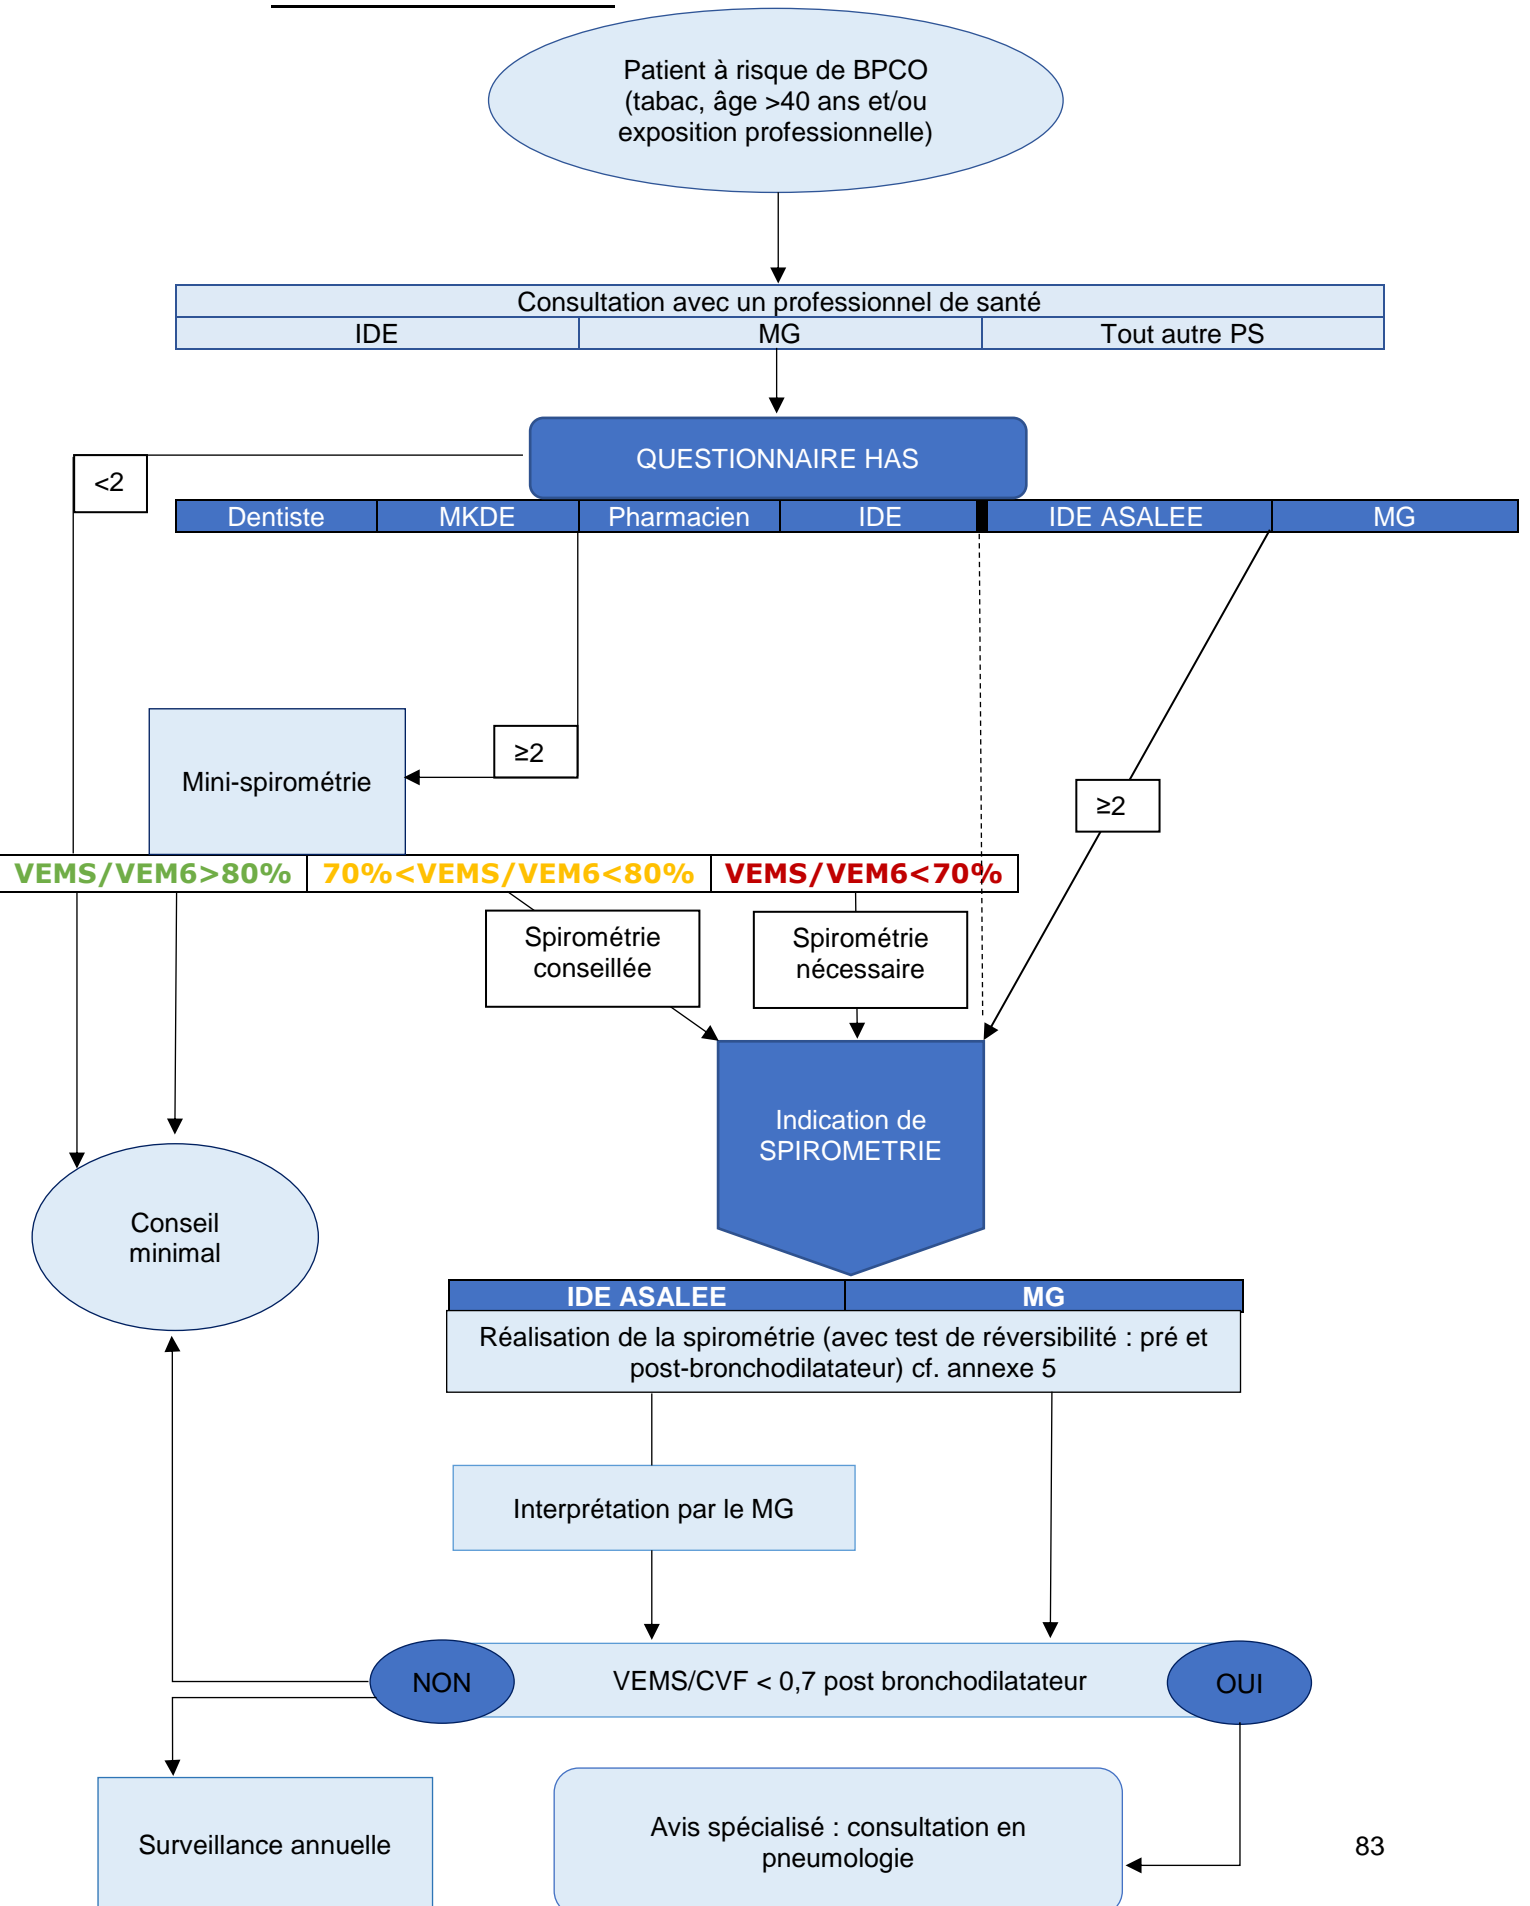 Patient à risque de BPCO
(tabac, âge >40 ans et/ou
exposition professionnelle)
Consultation avec un professionnel de santé
IDE
MG
Tout autre PS
QUESTIONNAIRE HAS
<2
Dentiste
MKDE
Pharmacien
IDE
IDE ASALEE
MG
≥2
Mini-spirométrie
≥2
VEMS/VEM6>80%
70%<VEMS/VEM6<80%
VEMS/VEM6<70%
Spirométrie
conseillée
Spirométrie
nécessaire
Indication de
SPIROMETRIE
Conseil
minimal
IDE ASALEE
MG
Réalisation de la spirométrie (avec test de réversibilité : pré et
post-bronchodilatateur) cf. annexe 5
Interprétation par le MG
NON
VEMS/CVF < 0,7 post bronchodilatateur
OUI
Surveillance annuelle
Avis spécialisé : consultation en
pneumologie
83